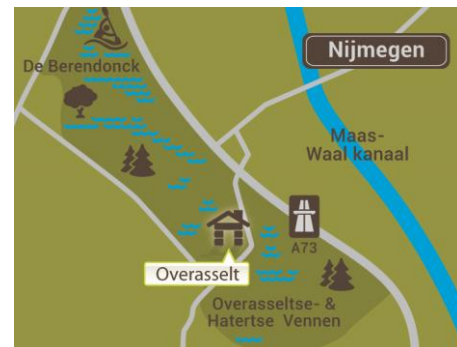 Nijmegen
De Berendonck
Maas-
Waal kanaal
A73
Overasselt
Overasseltse- &
Hatertse Vennen